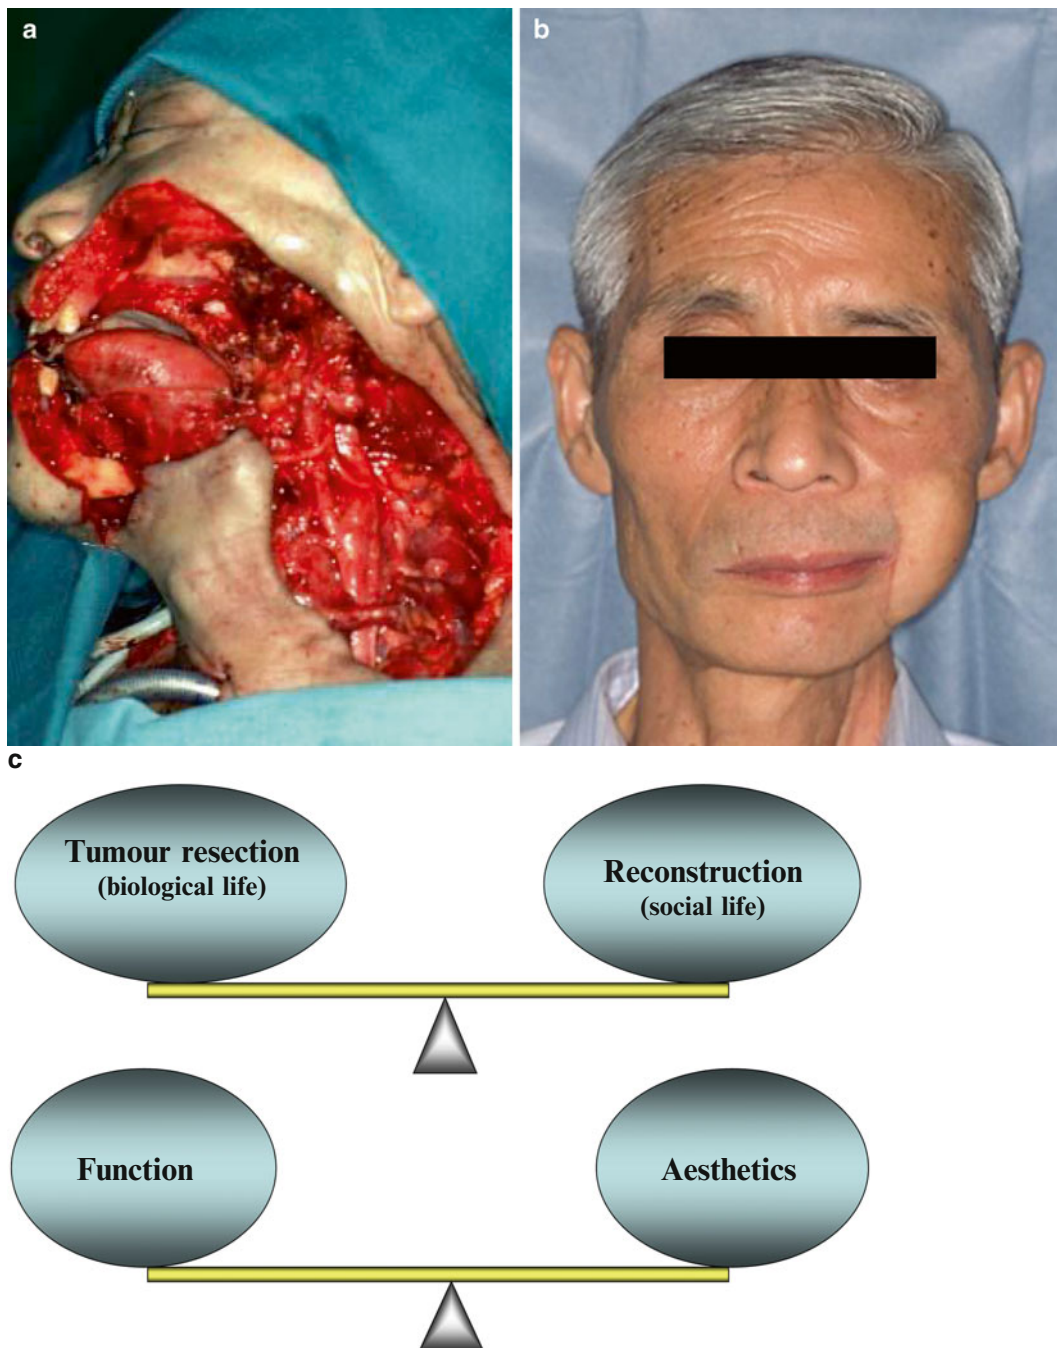 a
b
c
Tumour resection
(biological life)
Reconstruction
(social life)
Function
Aesthetics